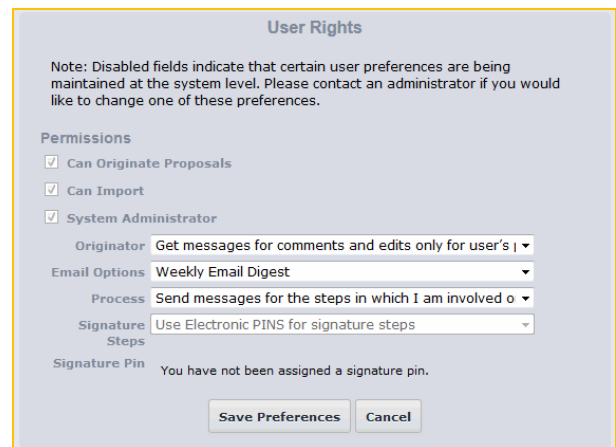 User Rights
Note: Disabled fields indicate that certain user preferences are being
maintained at the system level. Please contact an administrator if you would
like to change one of these preferences.
Permissions
Can Originate Proposals
Can Import
System Administrator
Originator Get messages for comments and edits only for user's
Email Options Weekly Email Digest
Process Send messages for the steps in which I am involved
Signature Use Electronic PINS for signature steps
Steps
Signature Pin You have not been assigned a signature pin.
Save Preferences Cancel